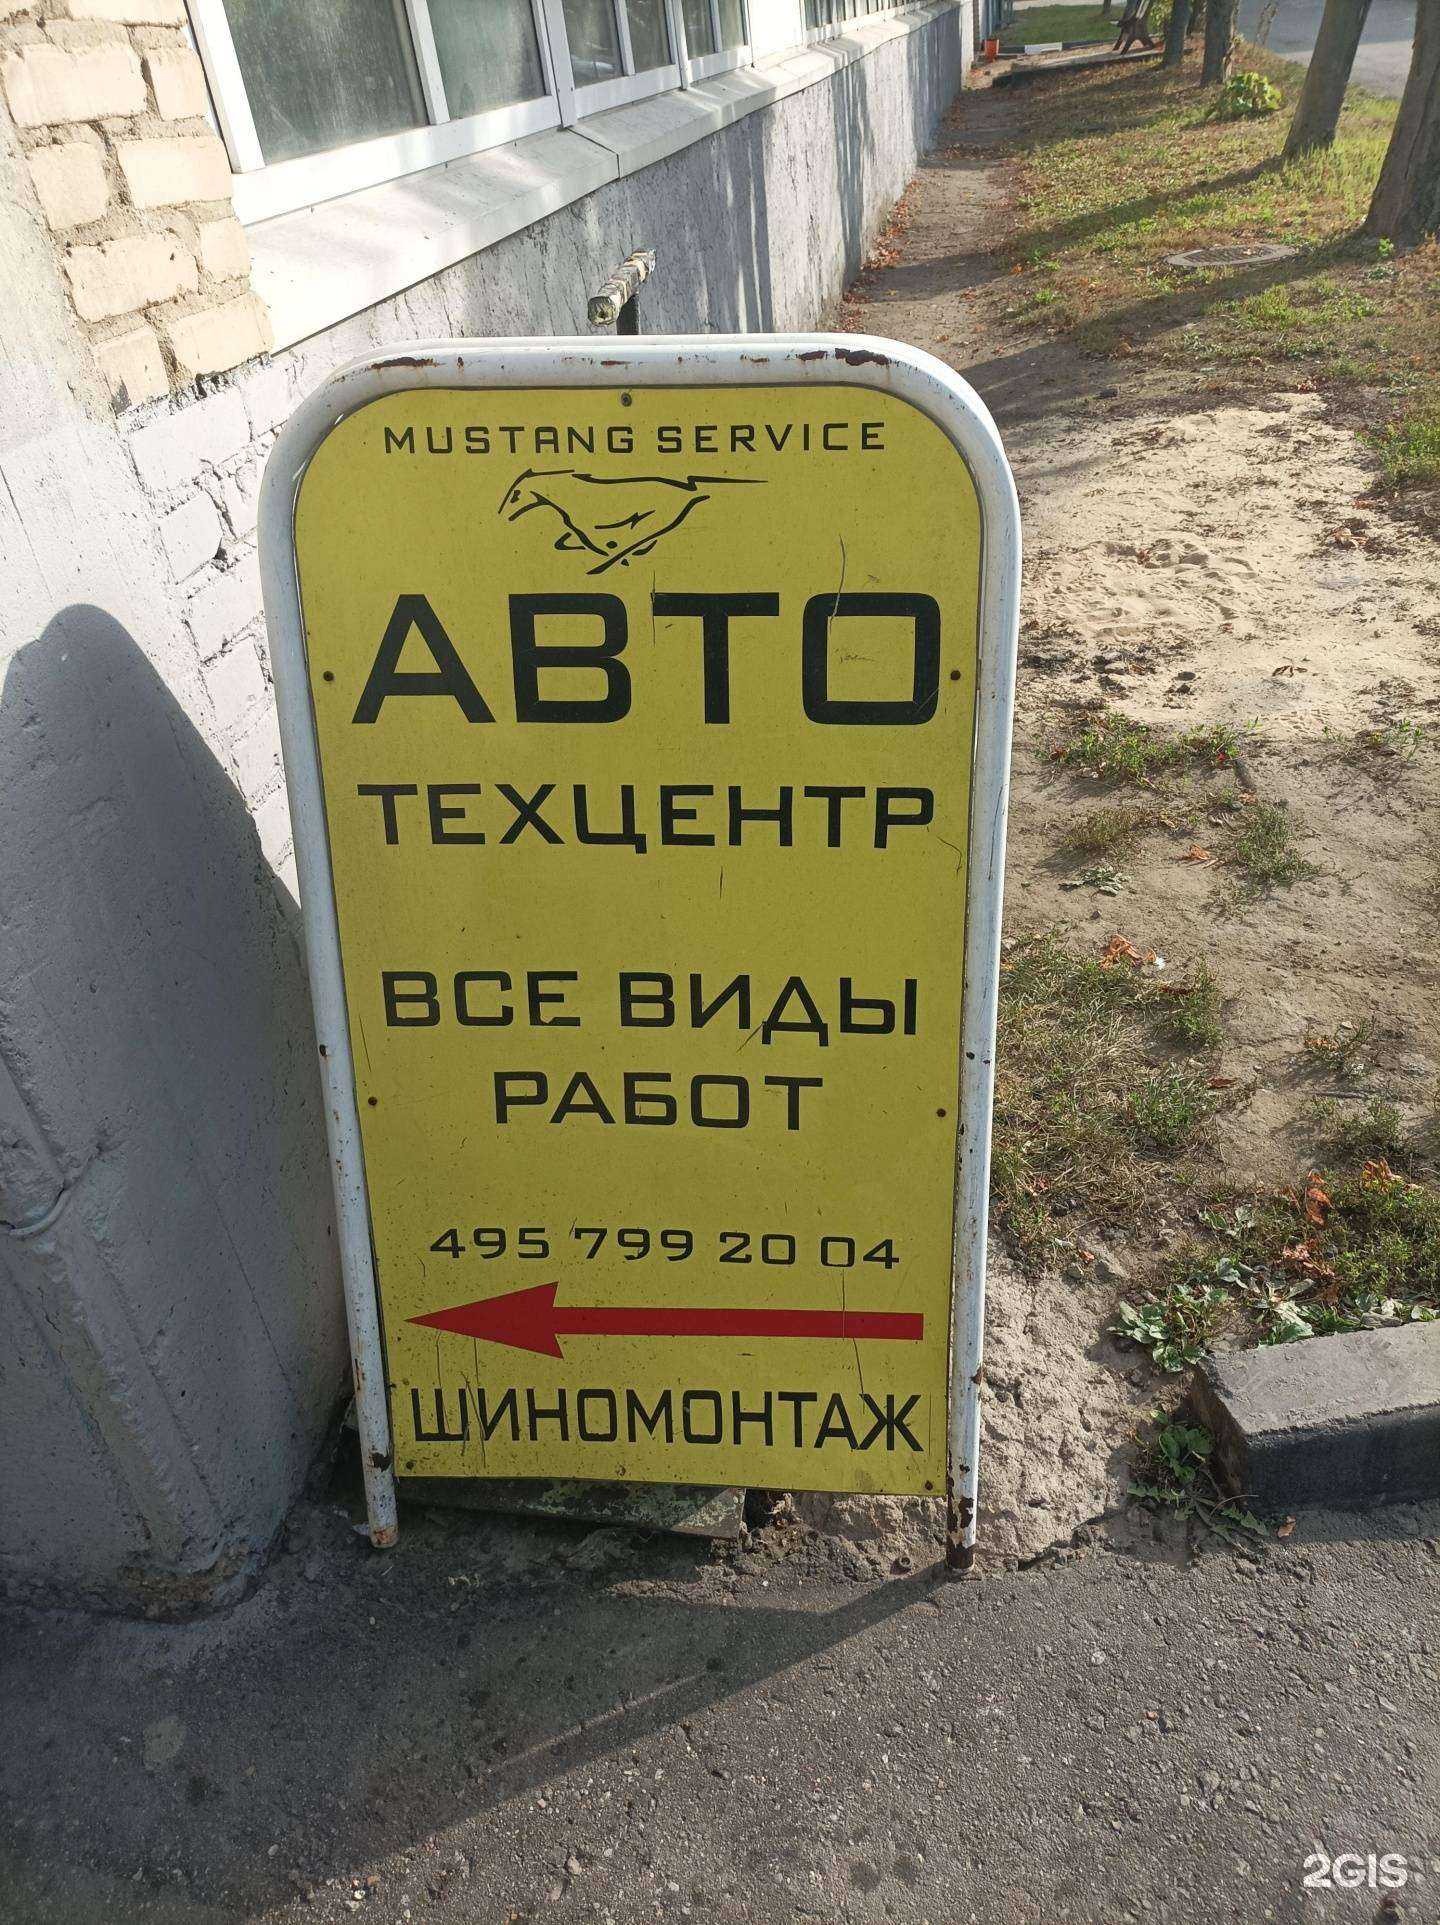 MUSTANG SERVICE
АВТО
ТЕХЦЕНТР
ВСЕ ВИДЫ
РАБОТ
495 799 20 04
ШИНОМОНТАЖ
2GIS